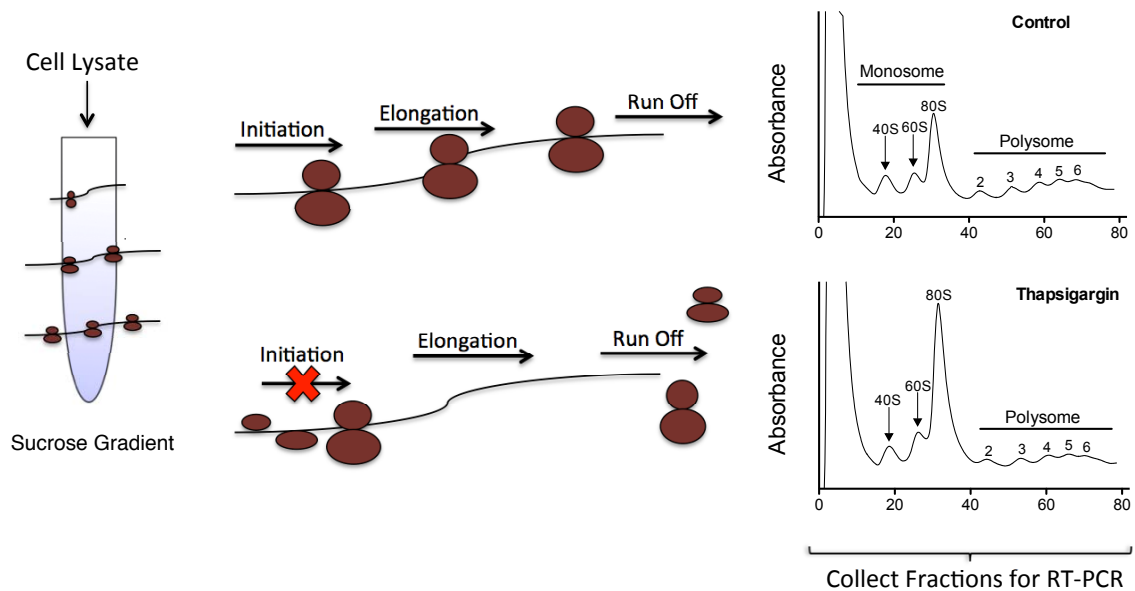 Cell Lysate
Sucrose Gradient
Initiation
Elongation
Run Off
Initiation
Elongation
Run Off
Control
Absorbance
Monosome
40S
60S
80S
Polysome
2 3 4 5 6
0 20 40 60 80
Thapsigargin
Absorbance
40S
60S
80S
Polysome
2 3 4 5 6
0 20 40 60 80
Collect Fractions for RT-PCR